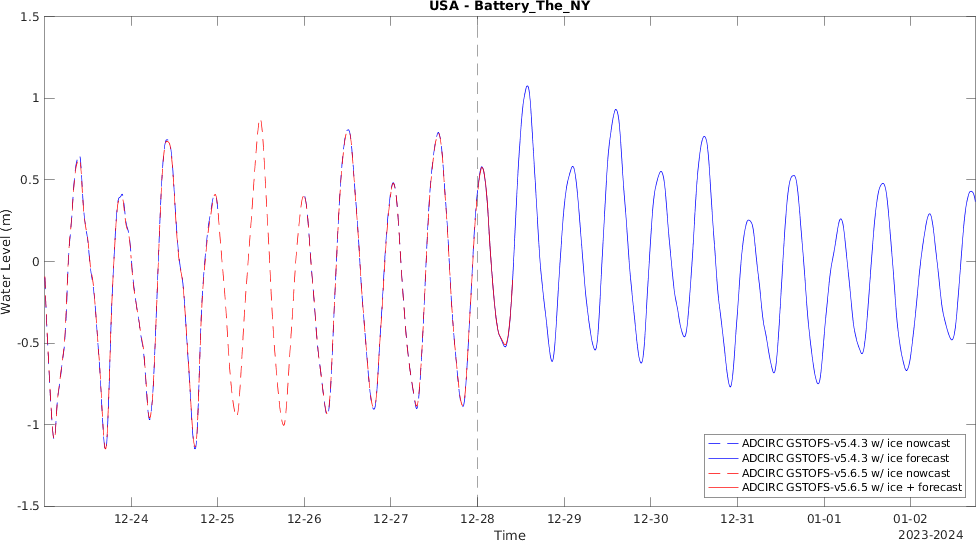 USA - Battery_The_NY
1.5
1
0.5
0
-0.5
-1
-1.5
Water Level (m)
12-24 12-25 12-26 12-27 12-28 12-29 12-30 12-31 01-01 01-02
Time
2023-2024
ADCIRC GSTOFS-v5.4.3 w/ ice nowcast
ADCIRC GSTOFS-v5.4.3 w/ ice forecast
ADCIRC GSTOFS-v5.6.5 w/ ice nowcast
ADCIRC GSTOFS-v5.6.5 w/ ice + forecast